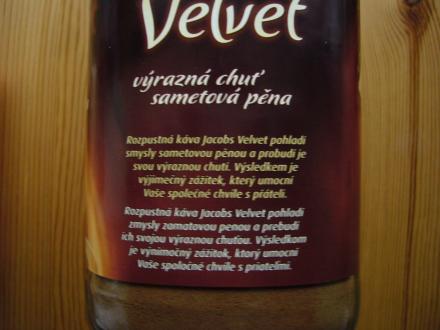 Velvet
výrazná chuť
sametová pěna
Rozpustná káva Jacobs Velvet pohladí
smysly sametovou pěnou a probudí je
svou výraznou chutí. Výsledkem je
výjimečný zážitek, který umocní
Vaše společné chvíle s přáteli.
Rozpustná káva Jacobs Velvet pohladí
zmysly zamatovou penou a prebudí
ich svojou výraznou chuťou. Výsledkom
je výnimočný zážitok, ktorý umocní
Vaše spoločné chvíle s priateľmi.